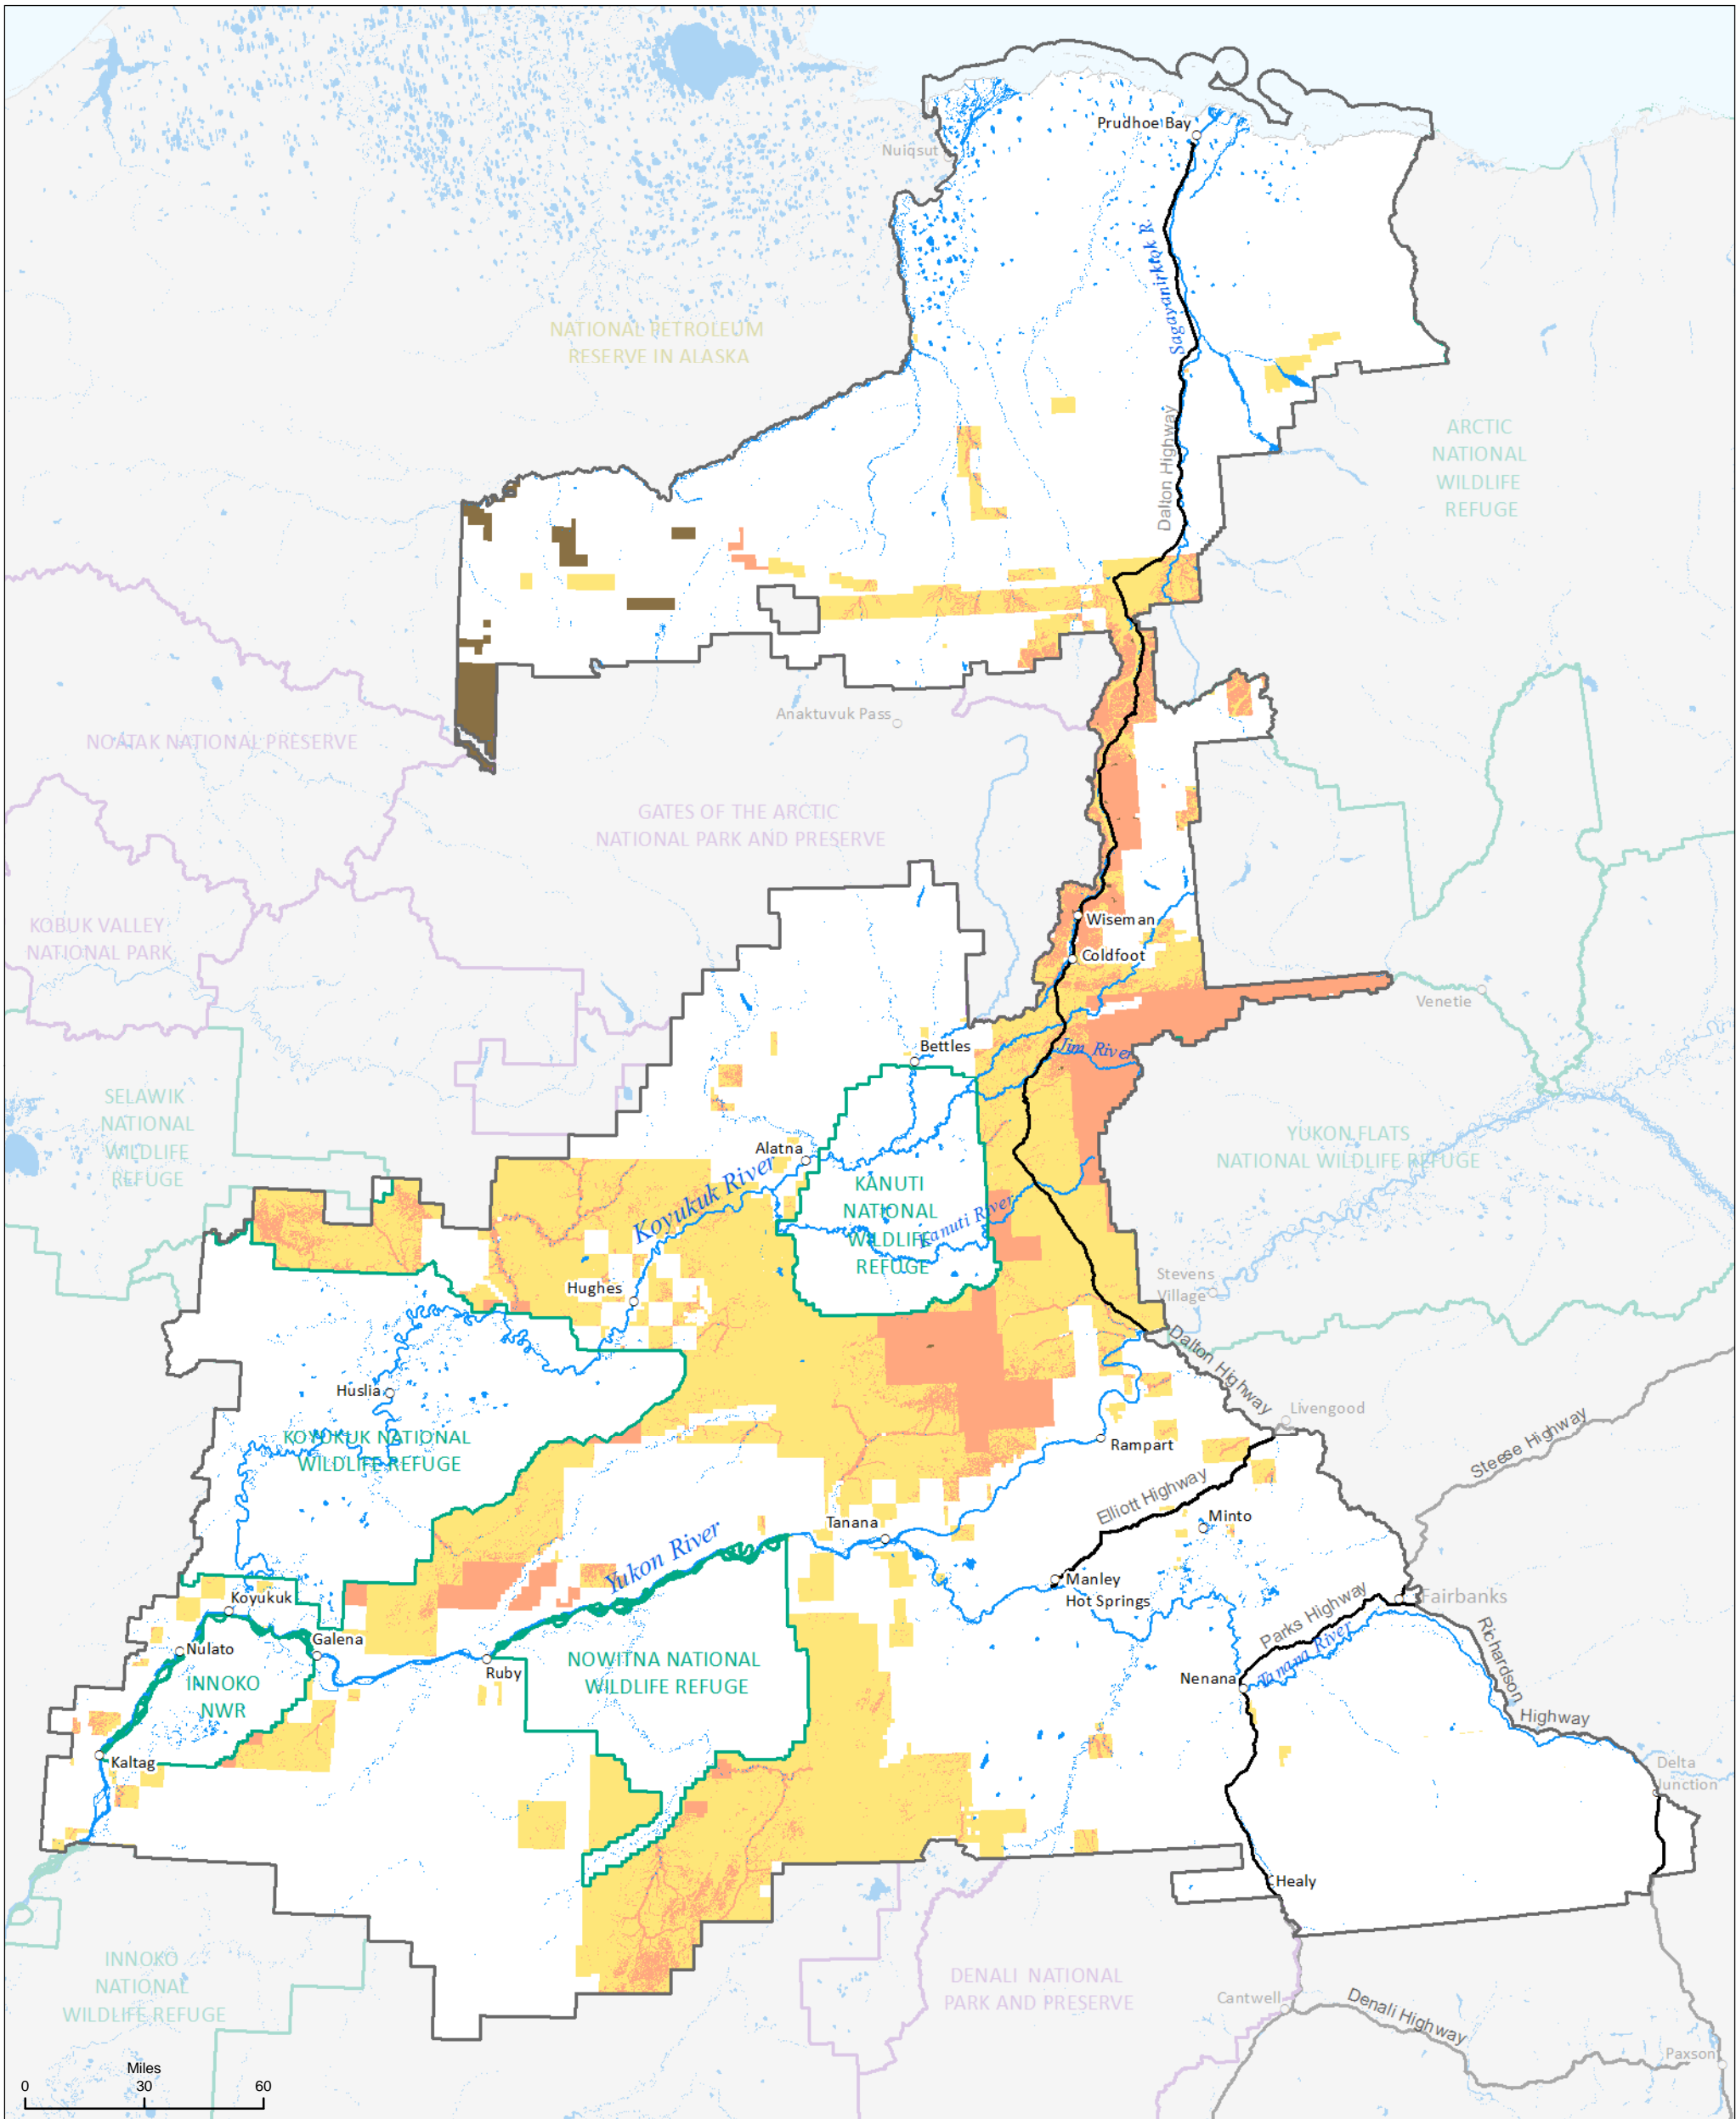 Prudhoe Bay
Nuiqsut
Sagavanirktok R.
NATIONAL PETROLEUM
RESERVE IN ALASKA
Dalton Highway
ARCTIC
NATIONAL
WILDLIFE
REFUGE
Anaktuvuk Pass
NOATAK NATIONAL PRESERVE
GATES OF THE ARCTIC
NATIONAL PARK AND PRESERVE
KOBUK VALLEY
NATIONAL PARK
Wiseman
Coldfoot
Venetie
Bettles
Jim River
SELAWIK
NATIONAL
WILDLIFE
REFUGE
YUKON FLATS
NATIONAL WILDLIFE REFUGE
Alatna
Koyukuk River
KANUTI
NATIONAL
WILDLIFE
REFUGE
Kanuti River
Hughes
Stevens
Village
Dalton Highway
Huslia
Livengood
KOYUKUK NATIONAL
WILDLIFE REFUGE
Rampart
Steese Highway
Elliott Highway
Minto
Tanana
Yukon River
Manley
Hot Springs
Koyukuk
Parks Highway
Fairbanks
Nulato
Galena
Ruby
NOWITNA NATIONAL
WILDLIFE REFUGE
Tanana River
Richardson
Highway
INNOKO
NWR
Nenana
Kaltag
Delta
Junction
Healy
INNOKO
NATIONAL
WILDLIFE REFUGE
DENALI NATIONAL
PARK AND PRESERVE
Cantwell
Denali Highway
Paxson
Miles
0 30 60